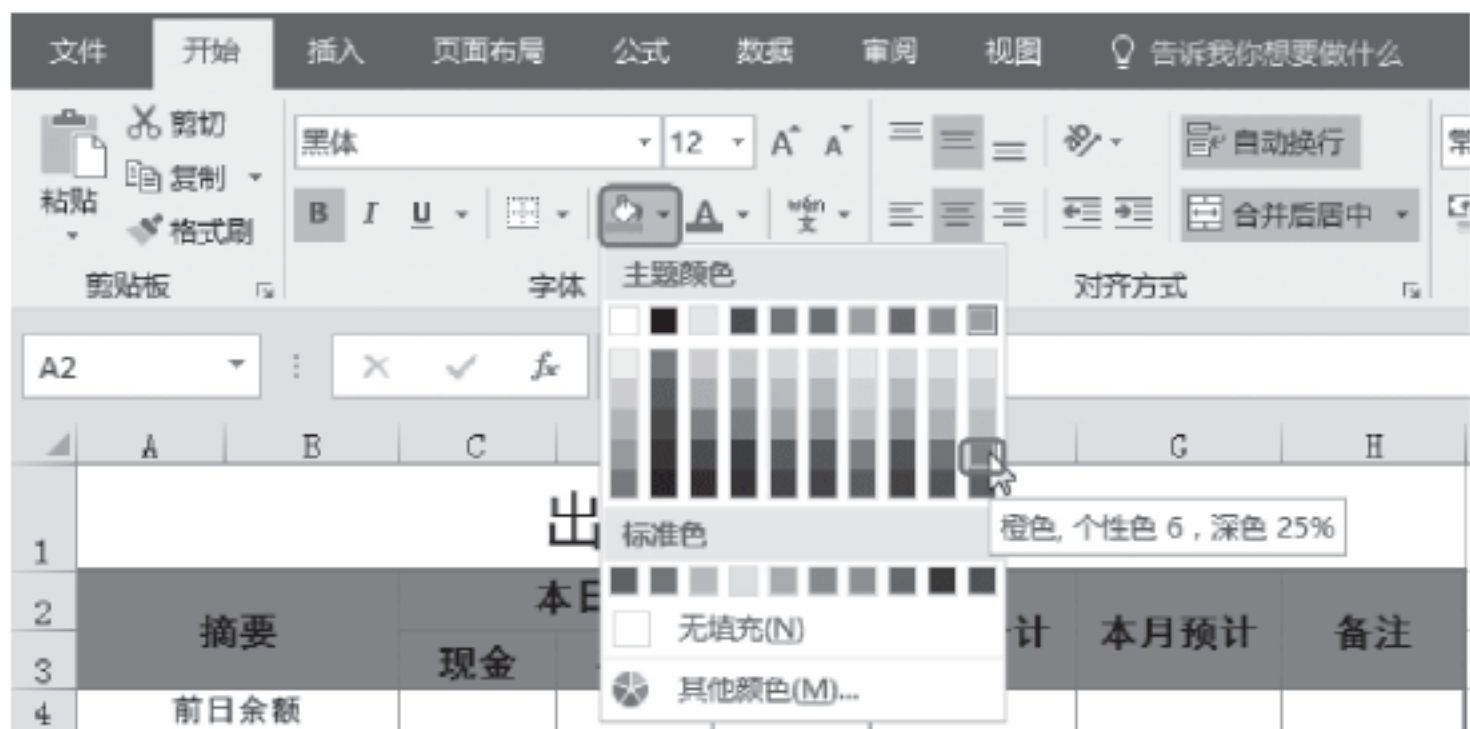 文件 开始 插入 页面布局 公式 数据 审阅 视图 告诉我你想要做什么
剪切
复制
格式刷
粘贴
剪贴板
黑体 12 A A
B I U A wén 文
字体
自动换行
合并后居中
对齐方式
常
主题颜色
A2 fx
A B C G H
橙色, 个性色 6，深色 25%
标准色
无填充(N)
其他颜色(M)...
1 出
2 摘要 本日 计 本月预计 备注
3 现金
4 前日余额